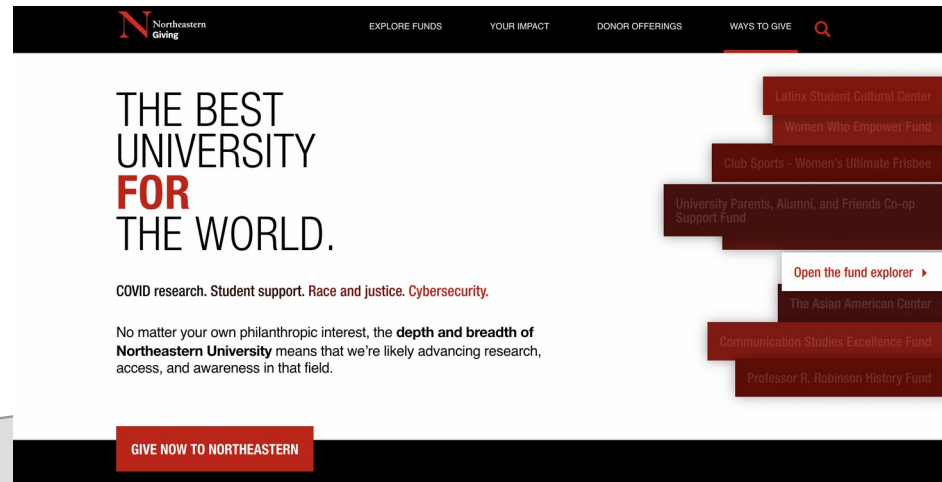 Northeastern
Giving
EXPLORE FUNDS
YOUR IMPACT
DONOR OFFERINGS
WAYS TO GIVE
THE BEST
UNIVERSITY
FOR
THE WORLD.
COVID research. Student support. Race and justice. Cybersecurity.
No matter your own philanthropic interest, the depth and breadth of
Northeastern University means that we're likely advancing research,
access, and awareness in that field.
GIVE NOW TO NORTHEASTERN
Latinx Student Cultural Center
Women Who Empower Fund
Club Sports - Women's Ultimate Frisbee
University Parents, Alumni, and Friends Co-op
Support Fund
Open the fund explorer
The Asian American Center
Communication Studies Excellence Fund
Professor R. Robinson History Fund